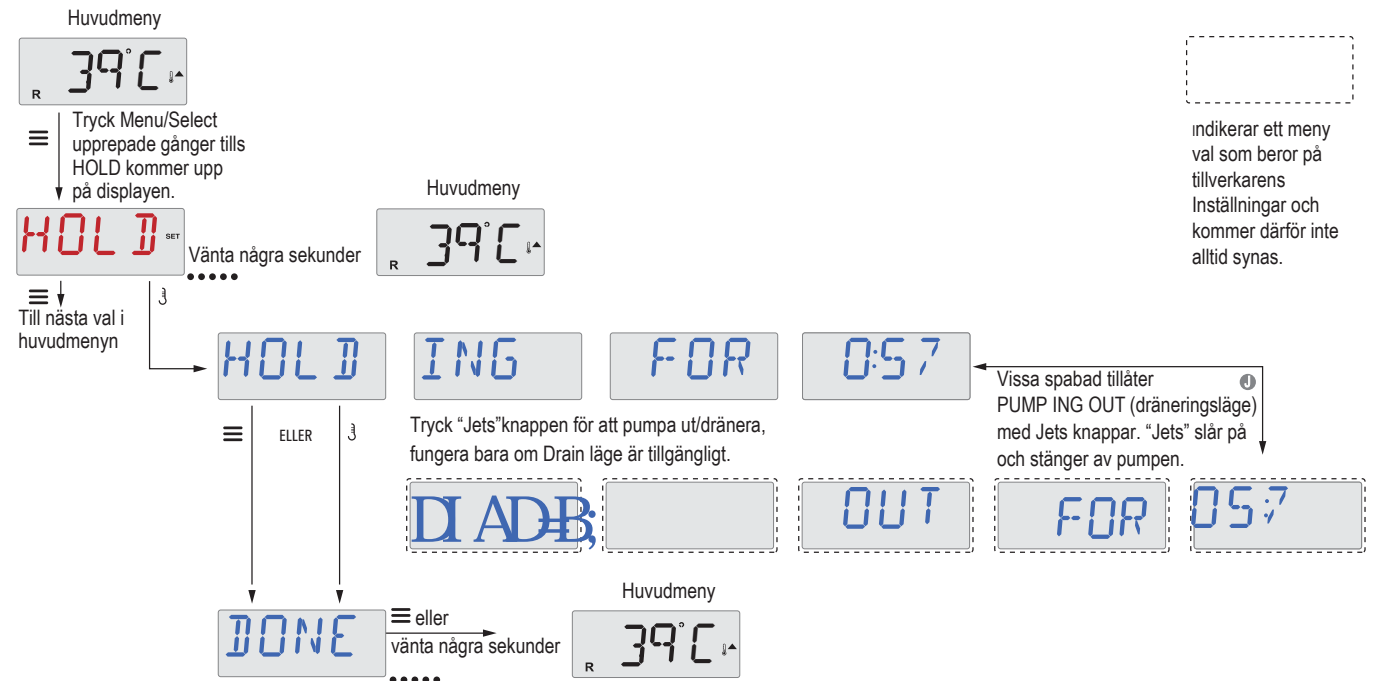 Huvudmeny
39°C
R
Tryck Menu/Select
upprepade gånger tills
HOLD kommer upp
på displayen.
ındikerar ett meny
val som beror på
tillverkarens
Inställningar och
kommer därför inte
alltid synas.
HOLD SET
Vänta några sekunder
Huvudmeny
39°C
R
Till nästa val i
huvudmenyn
HOLD
ING
FOR
0:57
ELLER
Tryck “Jets”knappen för att pumpa ut/dränera,
fungera bara om Drain läge är tillgängligt.
Vissa spabad tillåter J
PUMP ING OUT (dräneringsläge)
med Jets knappar. “Jets” slår på
och stänger av pumpen.
OUT
FOR
DONE
eller
vänta några sekunder
Huvudmeny
39°C
R